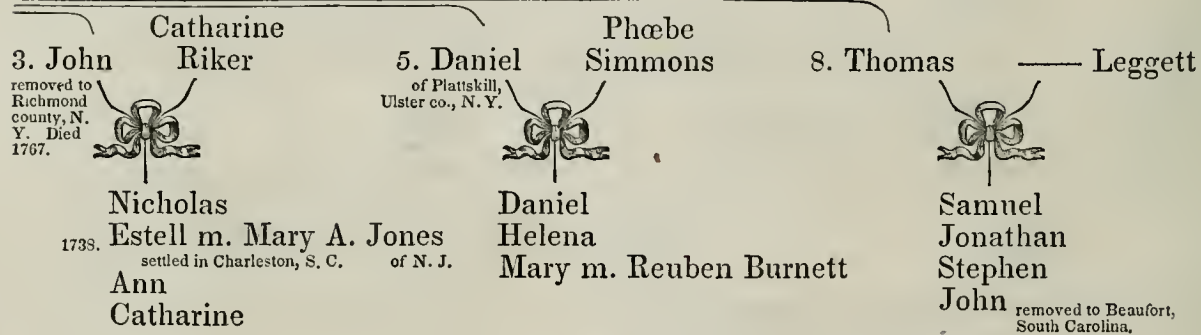 Catharine
3. John Riker
removed to
Richmond
county, N.
Y. Died
1767.
Nicholas
1738. Estell m. Mary A. Jones
settled in Charleston, S. C. of N. J.
Ann
Catharine
Phœbe
5. Daniel Simmons
of Plattskill,
Ulster co., N. Y.
Daniel
Helena
Mary m. Reuben Burnett
8. Thomas —— Leggett
Samuel
Jonathan
Stephen
John removed to Beaufort,
South Carolina.